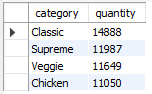 category quantity
Classic 14888
Supreme 11987
Veggie 11649
Chicken 11050